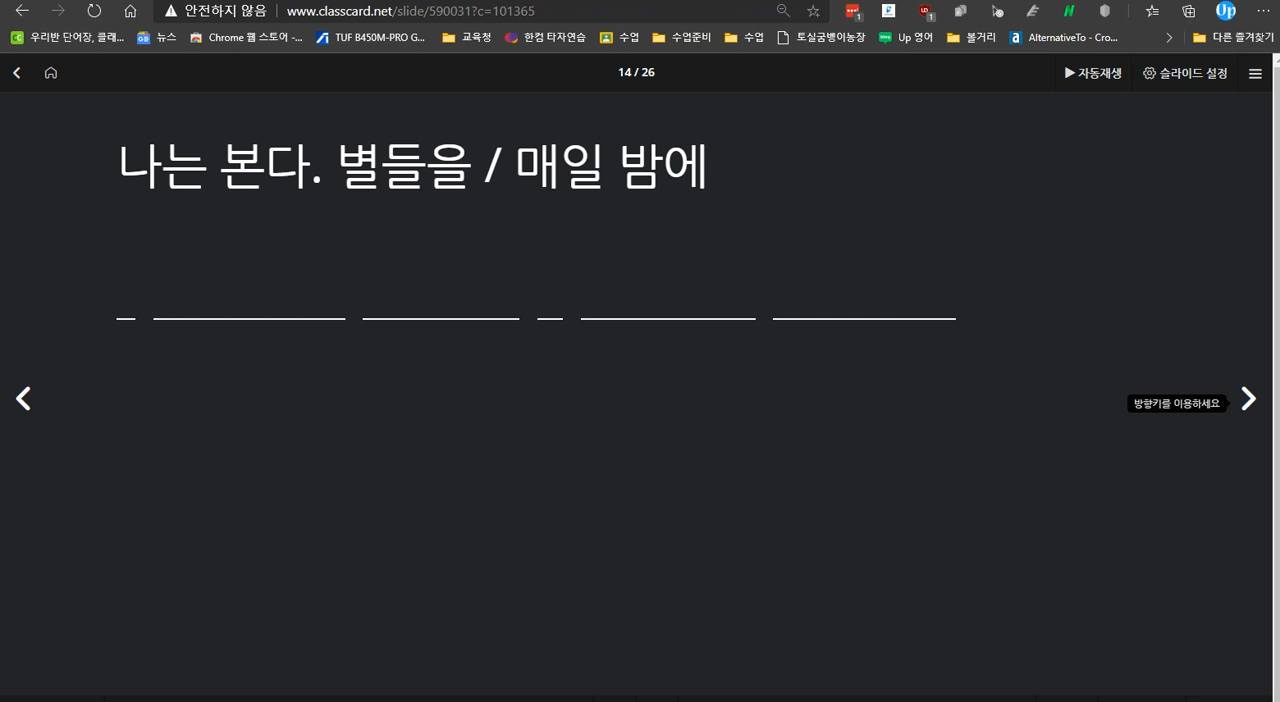 안전하지 않음 www.classcard.net/slide/590031?c=101365
우리반 단어장, 클래... 뉴스 Chrome 웹 스토어 -... TUF B450M-PRO G... 교육청 한컴 타자연습 수업 수업준비 수업 토실굼벵이농장 Up 영어 볼거리 AlternativeTo - Cro... 다른 즐겨찾기
14 / 26 자동재생 슬라이드 설정
나는 본다. 별들을 / 매일 밤에
방향키를 이용하세요